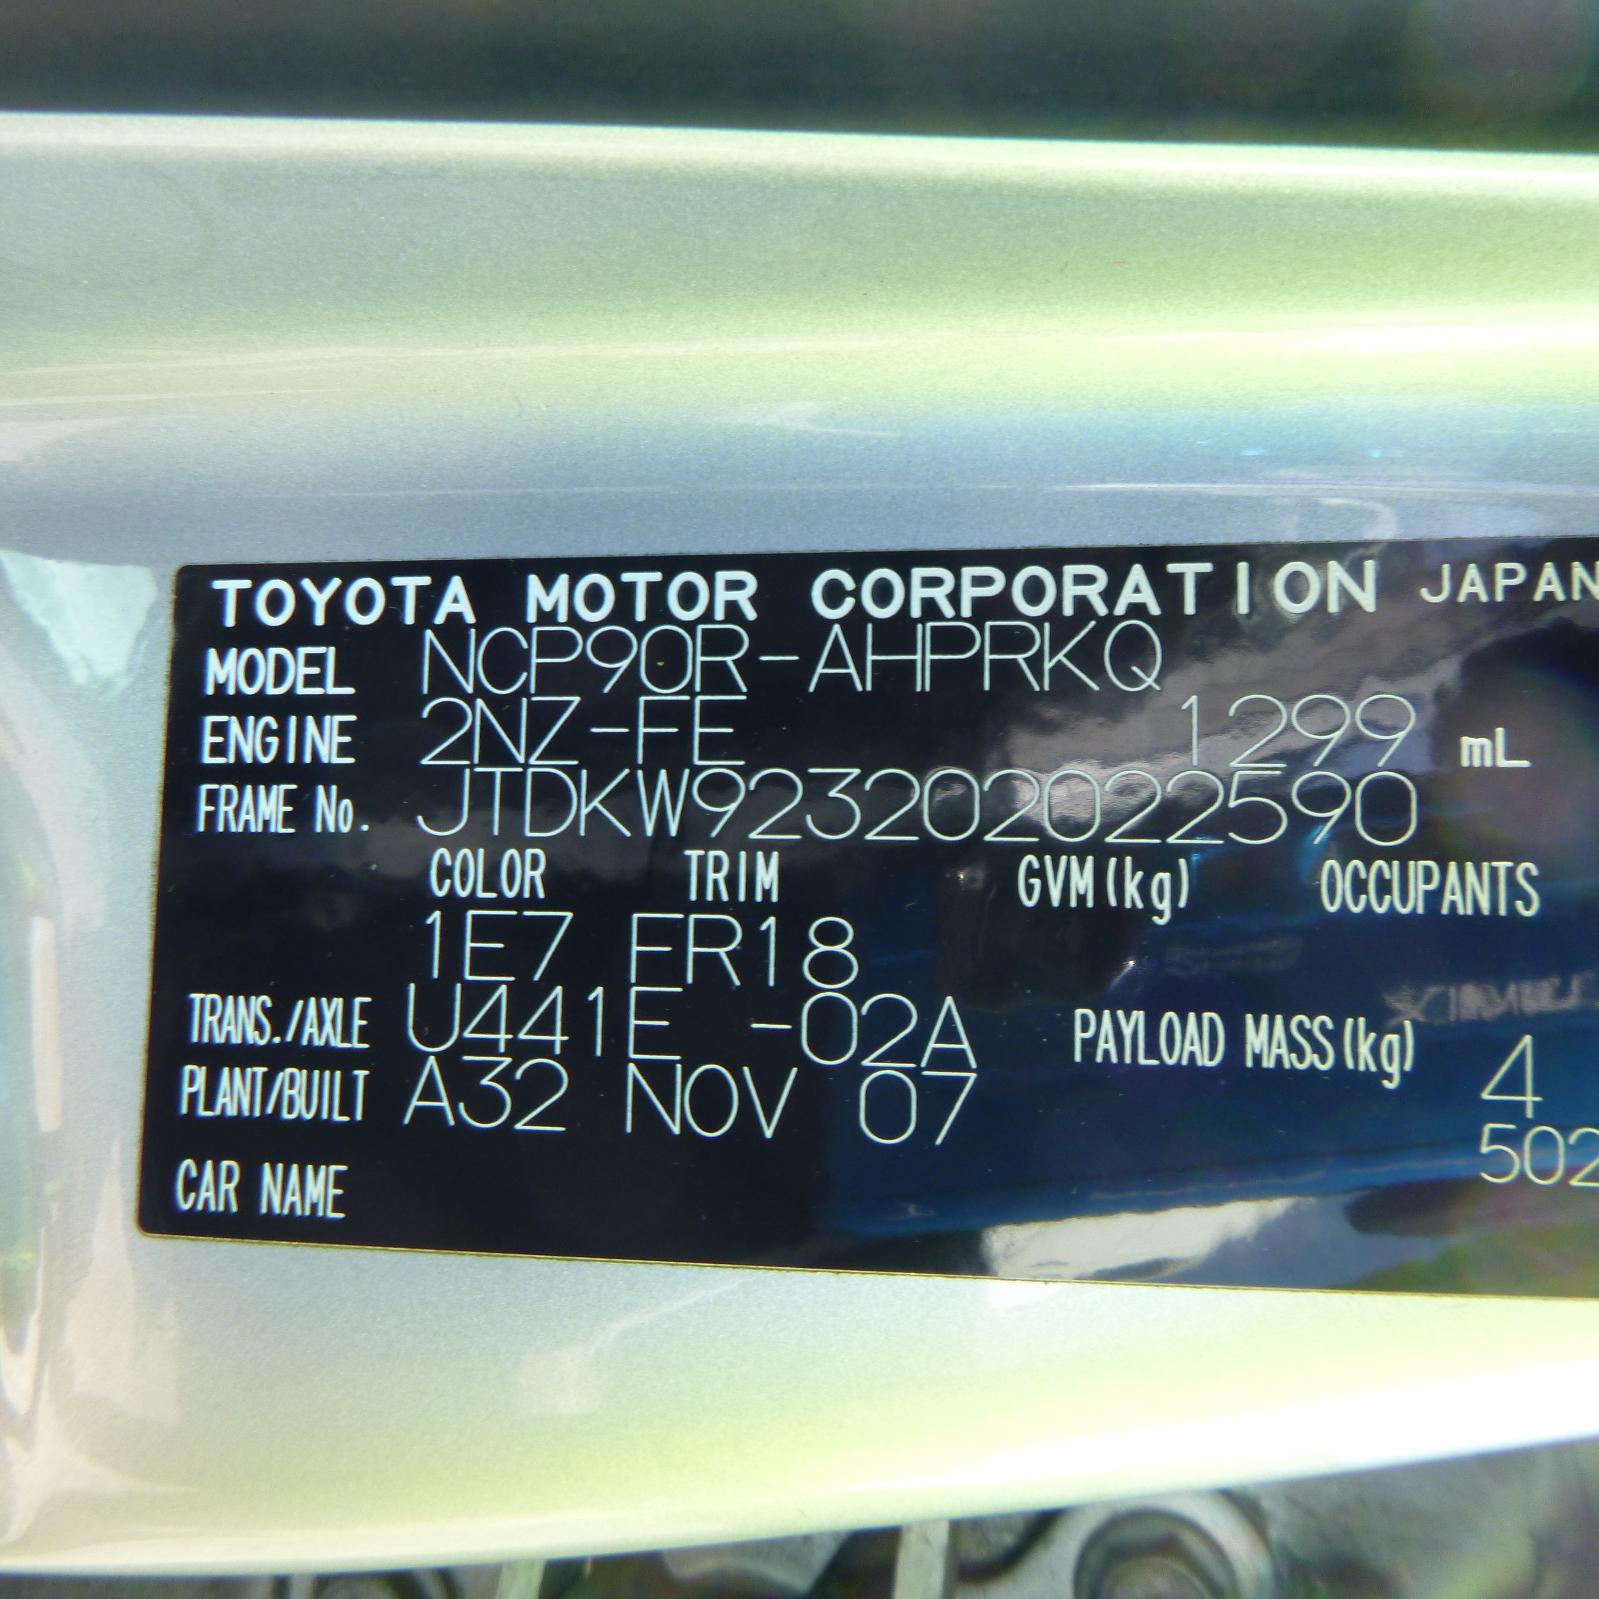 TOYOTA MOTOR CORPORATION JAPAN
MODEL NCP90R-AHPRKQ
ENGINE 2NZ-FE 1299 mL
FRAME No. JTDKW923202022590
COLOR TRIM GVM(kg) OCCUPANTS
1E7 FR18
TRANS./AXLE U441E -02A PAYLOAD MASS(kg) 4
PLANT/BUILT A32 NOV 07 502
CAR NAME